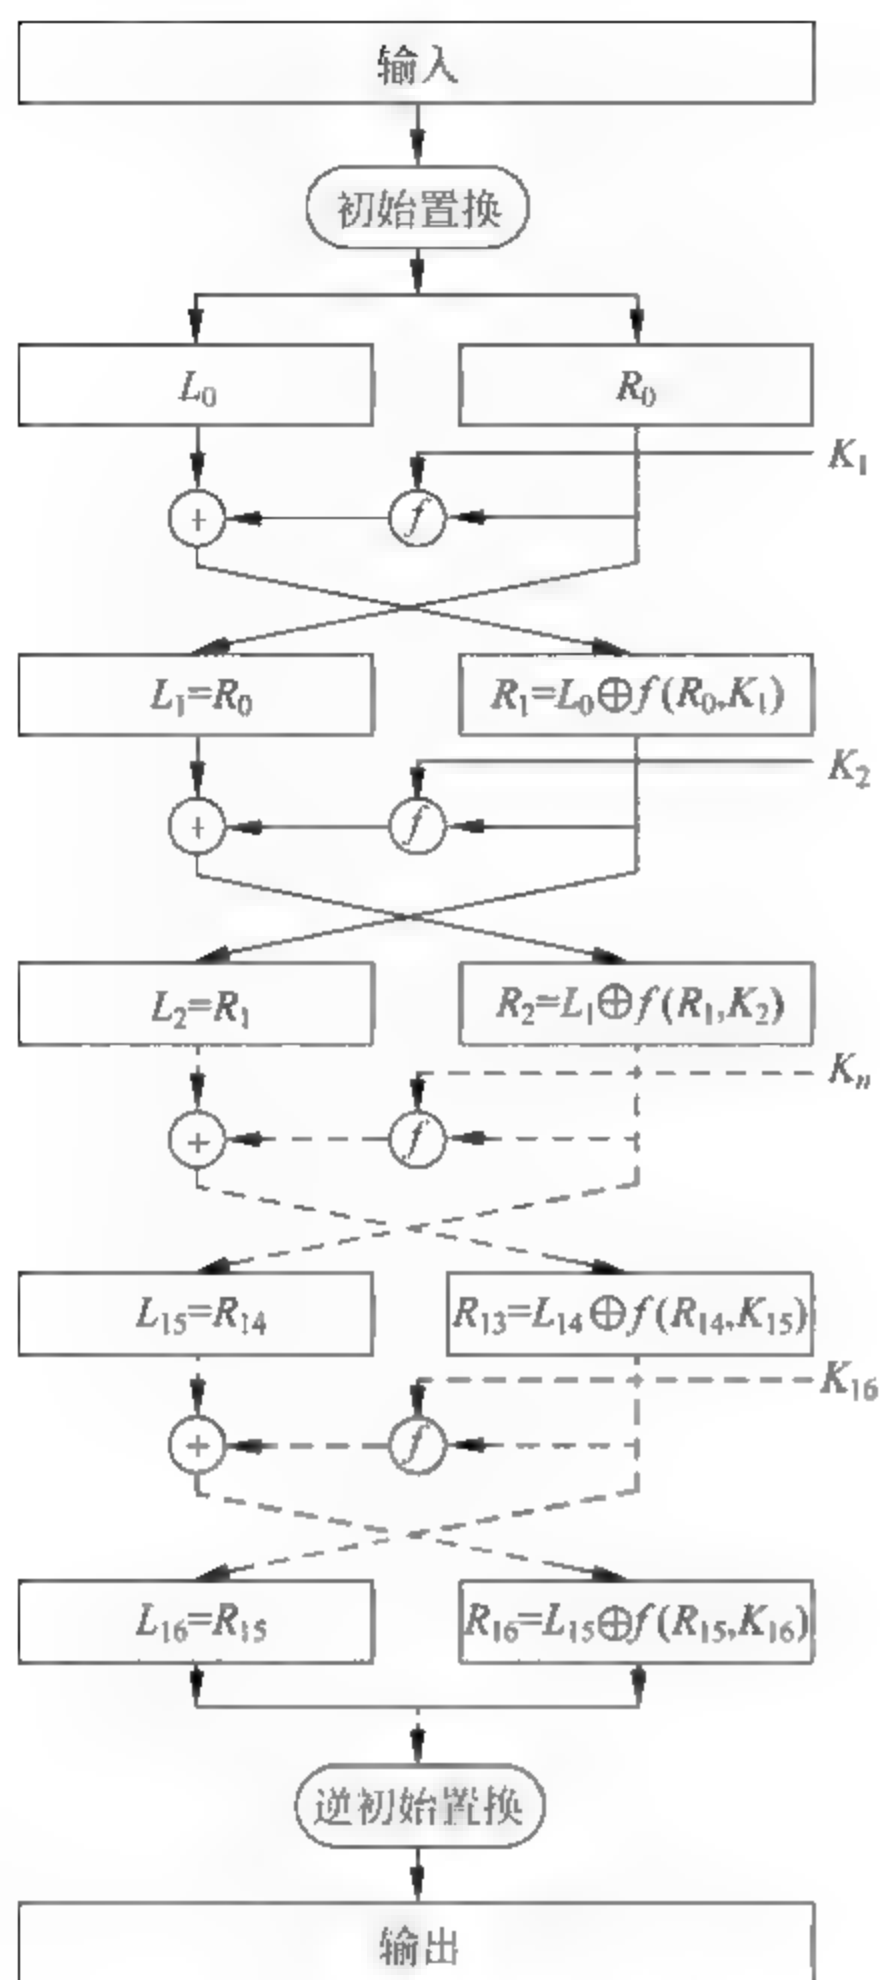 输入
初始置换
L₀
R₀
K₁
+
f
L₁=R₀
R₁=L₀⊕f(R₀,K₁)
K₂
+
f
L₂=R₁
R₂=L₁⊕f(R₁,K₂)
Kₙ
+
f
L₁₅=R₁₄
R₁₃=L₁₄⊕f(R₁₄,K₁₅)
K₁₆
+
f
L₁₆=R₁₅
R₁₆=L₁₅⊕f(R₁₅,K₁₆)
逆初始置换
输出